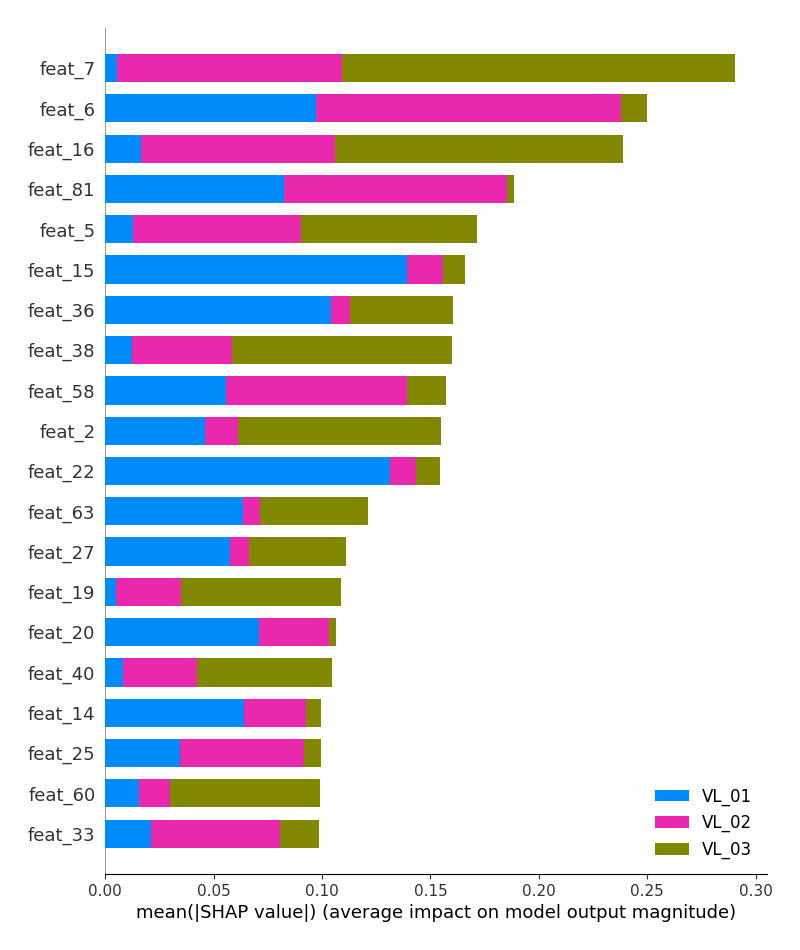 feat_7
feat_6
feat_16
feat_81
feat_5
feat_15
feat_36
feat_38
feat_58
feat_2
feat_22
feat_63
feat_27
feat_19
feat_20
feat_40
feat_14
feat_25
feat_60
feat_33
VL_01
VL_02
VL_03
0.00 0.05 0.10 0.15 0.20 0.25 0.30
mean(|SHAP value|) (average impact on model output magnitude)